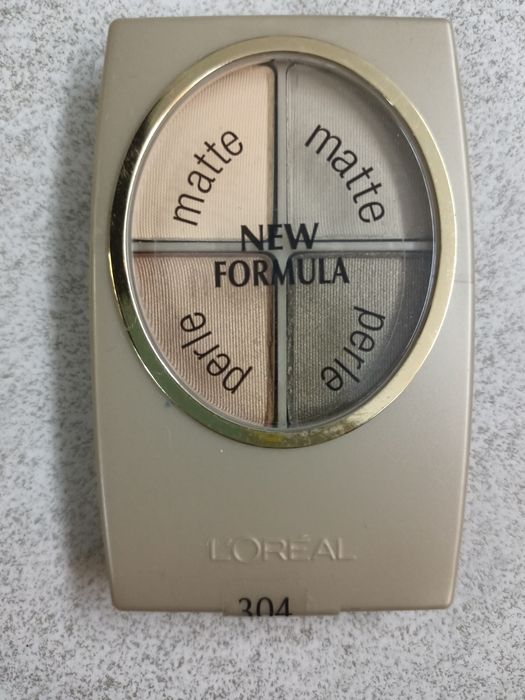 matte
matte
NEW
FORMULA
perle
perle
L'ORÉAL
304